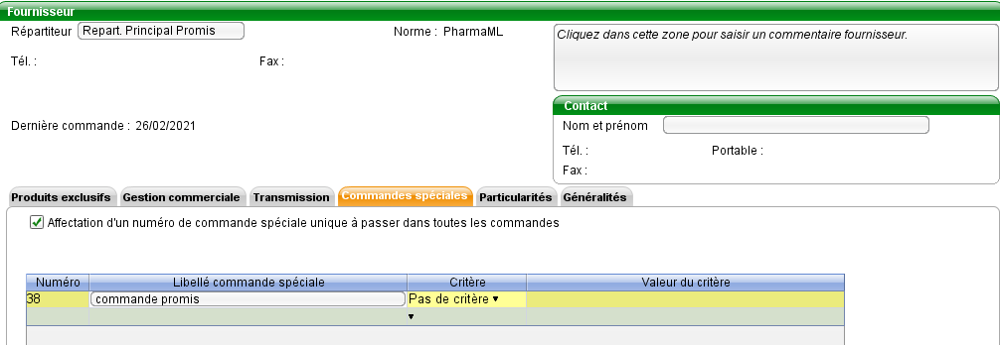 Fournisseur
Répartiteur Repart. Principal Promis Norme : PharmaML
Cliquez dans cette zone pour saisir un commentaire fournisseur.
Tél. : Fax :
Contact
Dernière commande : 26/02/2021
Nom et prénom
Tél. : Portable :
Fax :
Produits exclusifs Gestion commerciale Transmission Commandes spéciales Particularités Généralités
Affectation d'un numéro de commande spéciale unique à passer dans toutes les commandes
Numéro Libellé commande spéciale Critère Valeur du critère
38 commande promis Pas de critère